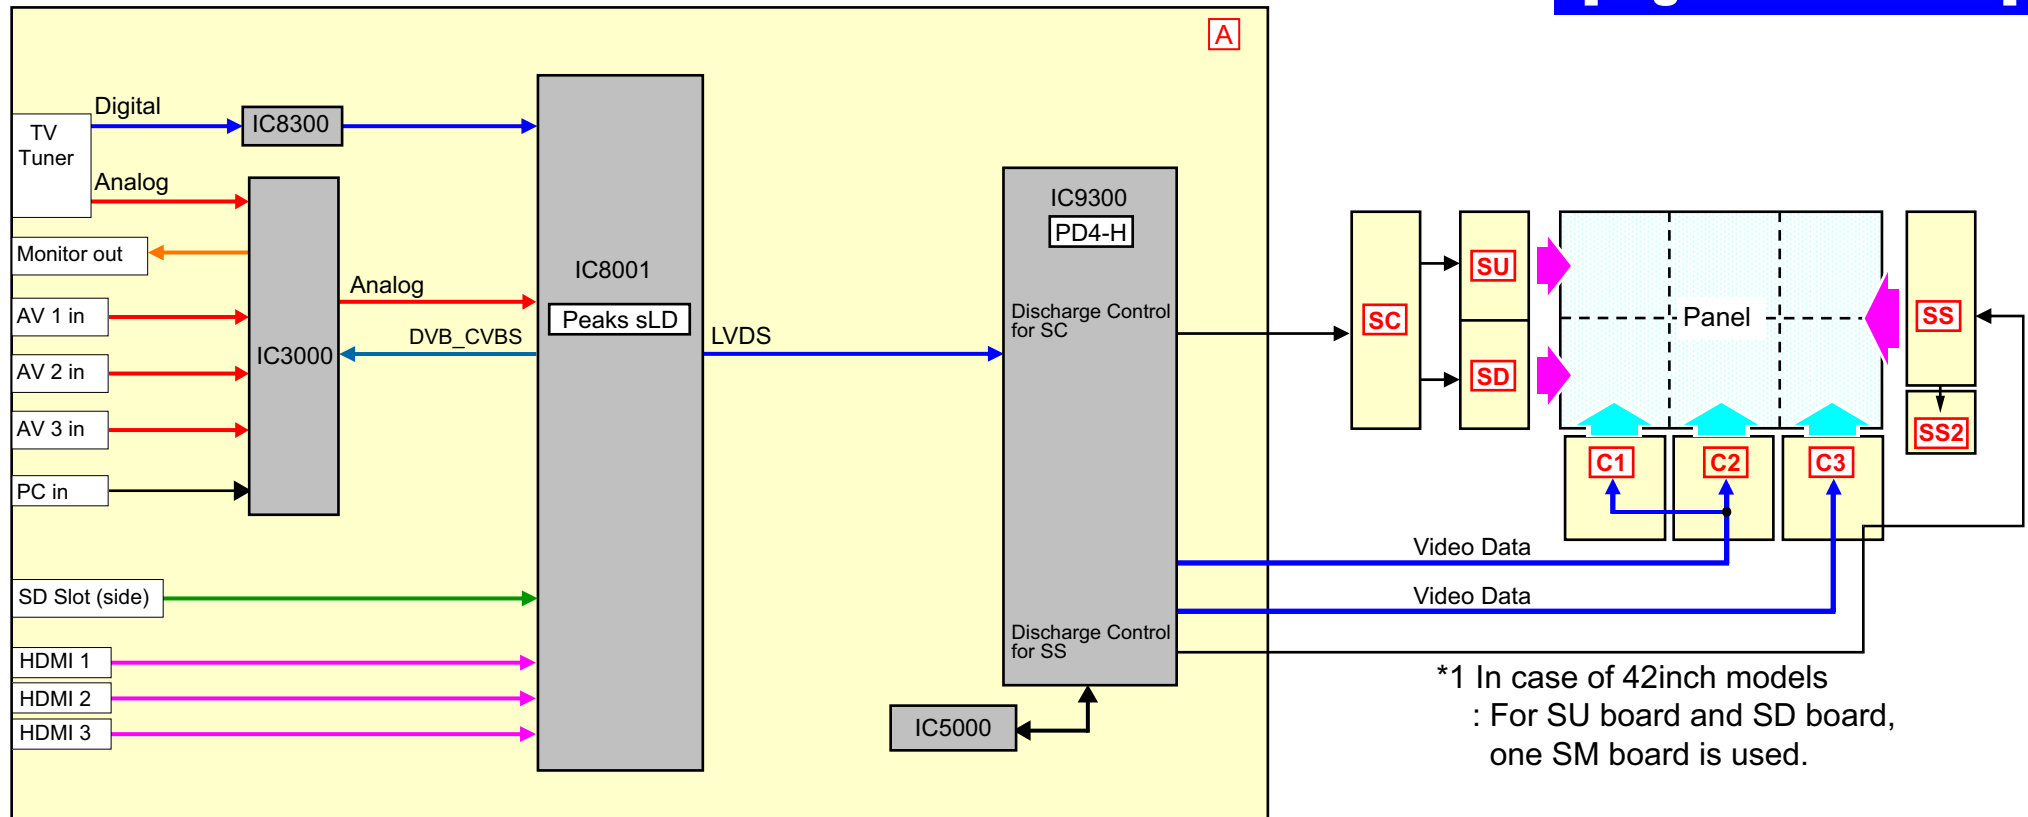 A
Digital
TV
Tuner
IC8300
Analog
Monitor out
AV 1 in
AV 2 in
AV 3 in
PC in
IC3000
Analog
DVB_CVBS
IC8001
Peaks sLD
LVDS
IC9300
PD4-H
Discharge Control
for SC
Discharge Control
for SS
IC5000
SD Slot (side)
HDMI 1
HDMI 2
HDMI 3
SC
SU
SD
Panel
SS
SS2
C1
C2
C3
Video Data
Video Data
*1 In case of 42inch models
: For SU board and SD board,
one SM board is used.